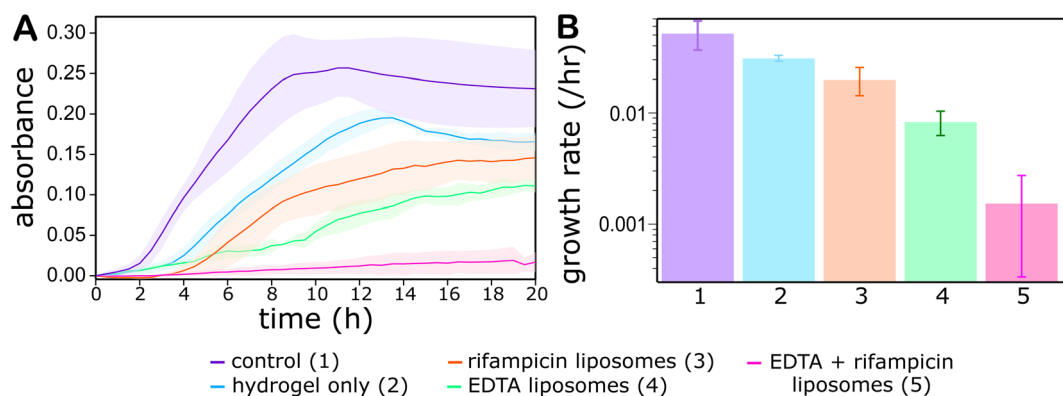 A
0.30
0.25
0.20
0.15
0.10
0.05
0.00
absorbance
0 2 4 6 8 10 12 14 16 18 20
time (h)
B
growth rate (/hr)
0.01
0.001
1 2 3 4 5
control (1)
hydrogel only (2)
rifampicin liposomes (3)
EDTA liposomes (4)
EDTA + rifampicin
liposomes (5)